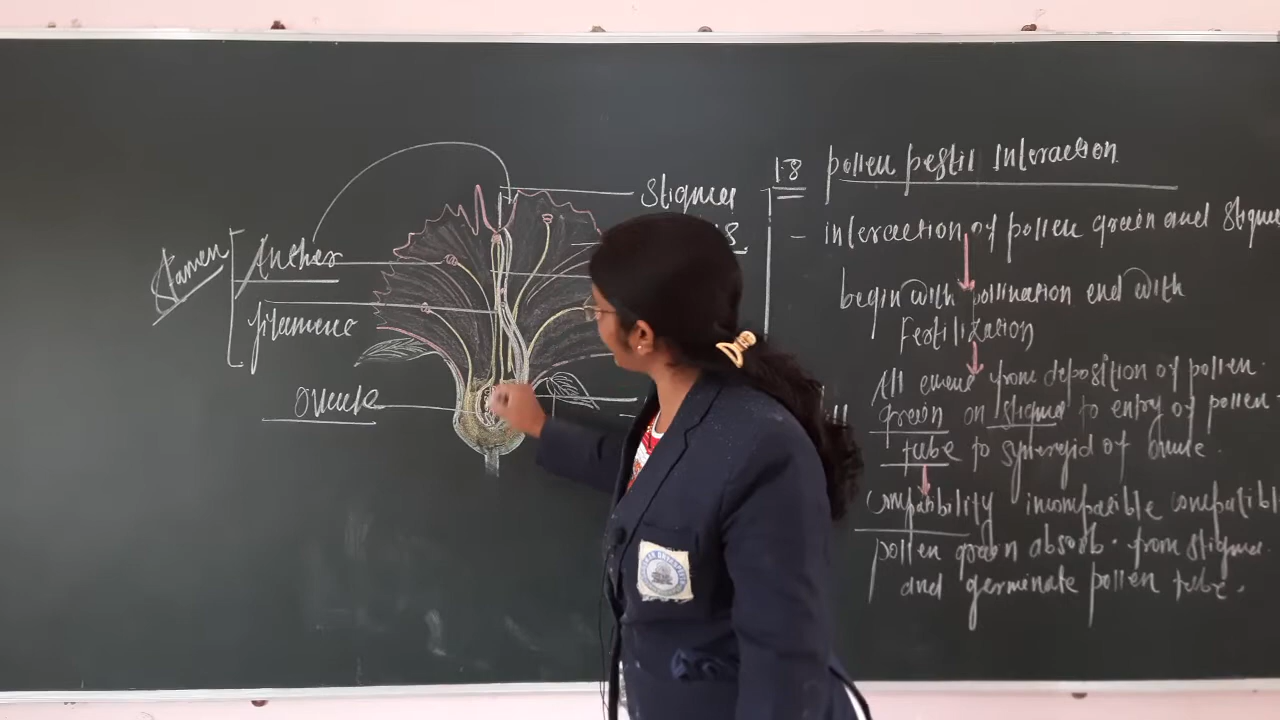 Stigma
Stamen
Anther
filament
ovule
1.8 pollen pestil Interaction
- interaction of pollen grain and
begin with pollination end with
Fertilization
All event from deposition of pollen.
grain on stigma to entry of pollen.
tube to synergid of ovule.
compatibility incompatible
pollen grain absorb. from stigma
and germinate pollen tube.